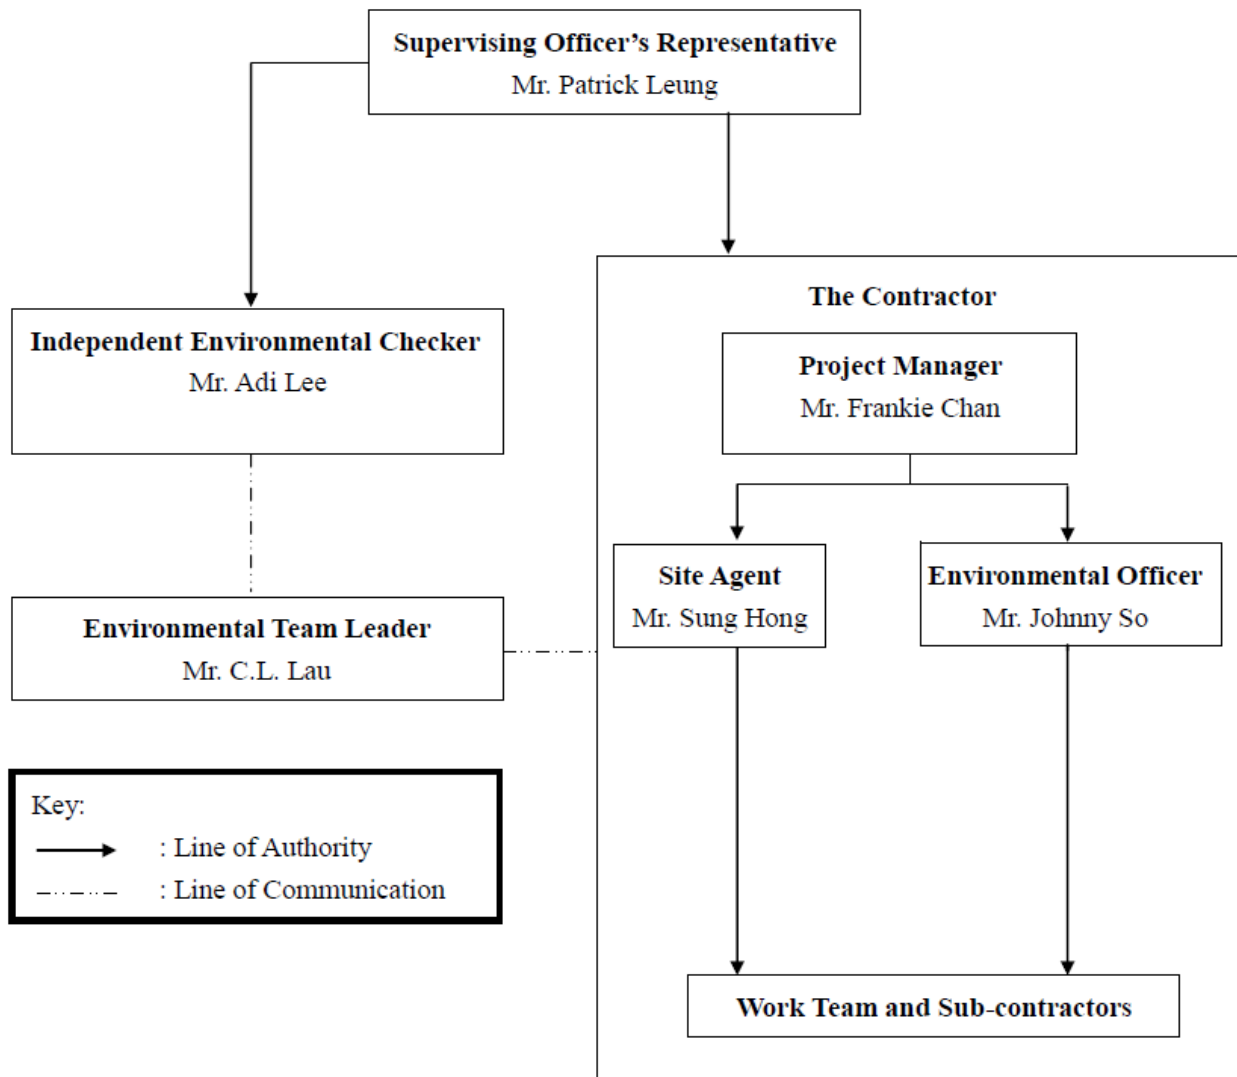 Supervising Officer’s Representative
Mr. Patrick Leung
Independent Environmental Checker
Mr. Adi Lee
Environmental Team Leader
Mr. C.L. Lau
The Contractor
Project Manager
Mr. Frankie Chan
Site Agent
Mr. Sung Hong
Environmental Officer
Mr. Johnny So
Work Team and Sub-contractors
Key:
: Line of Authority
: Line of Communication